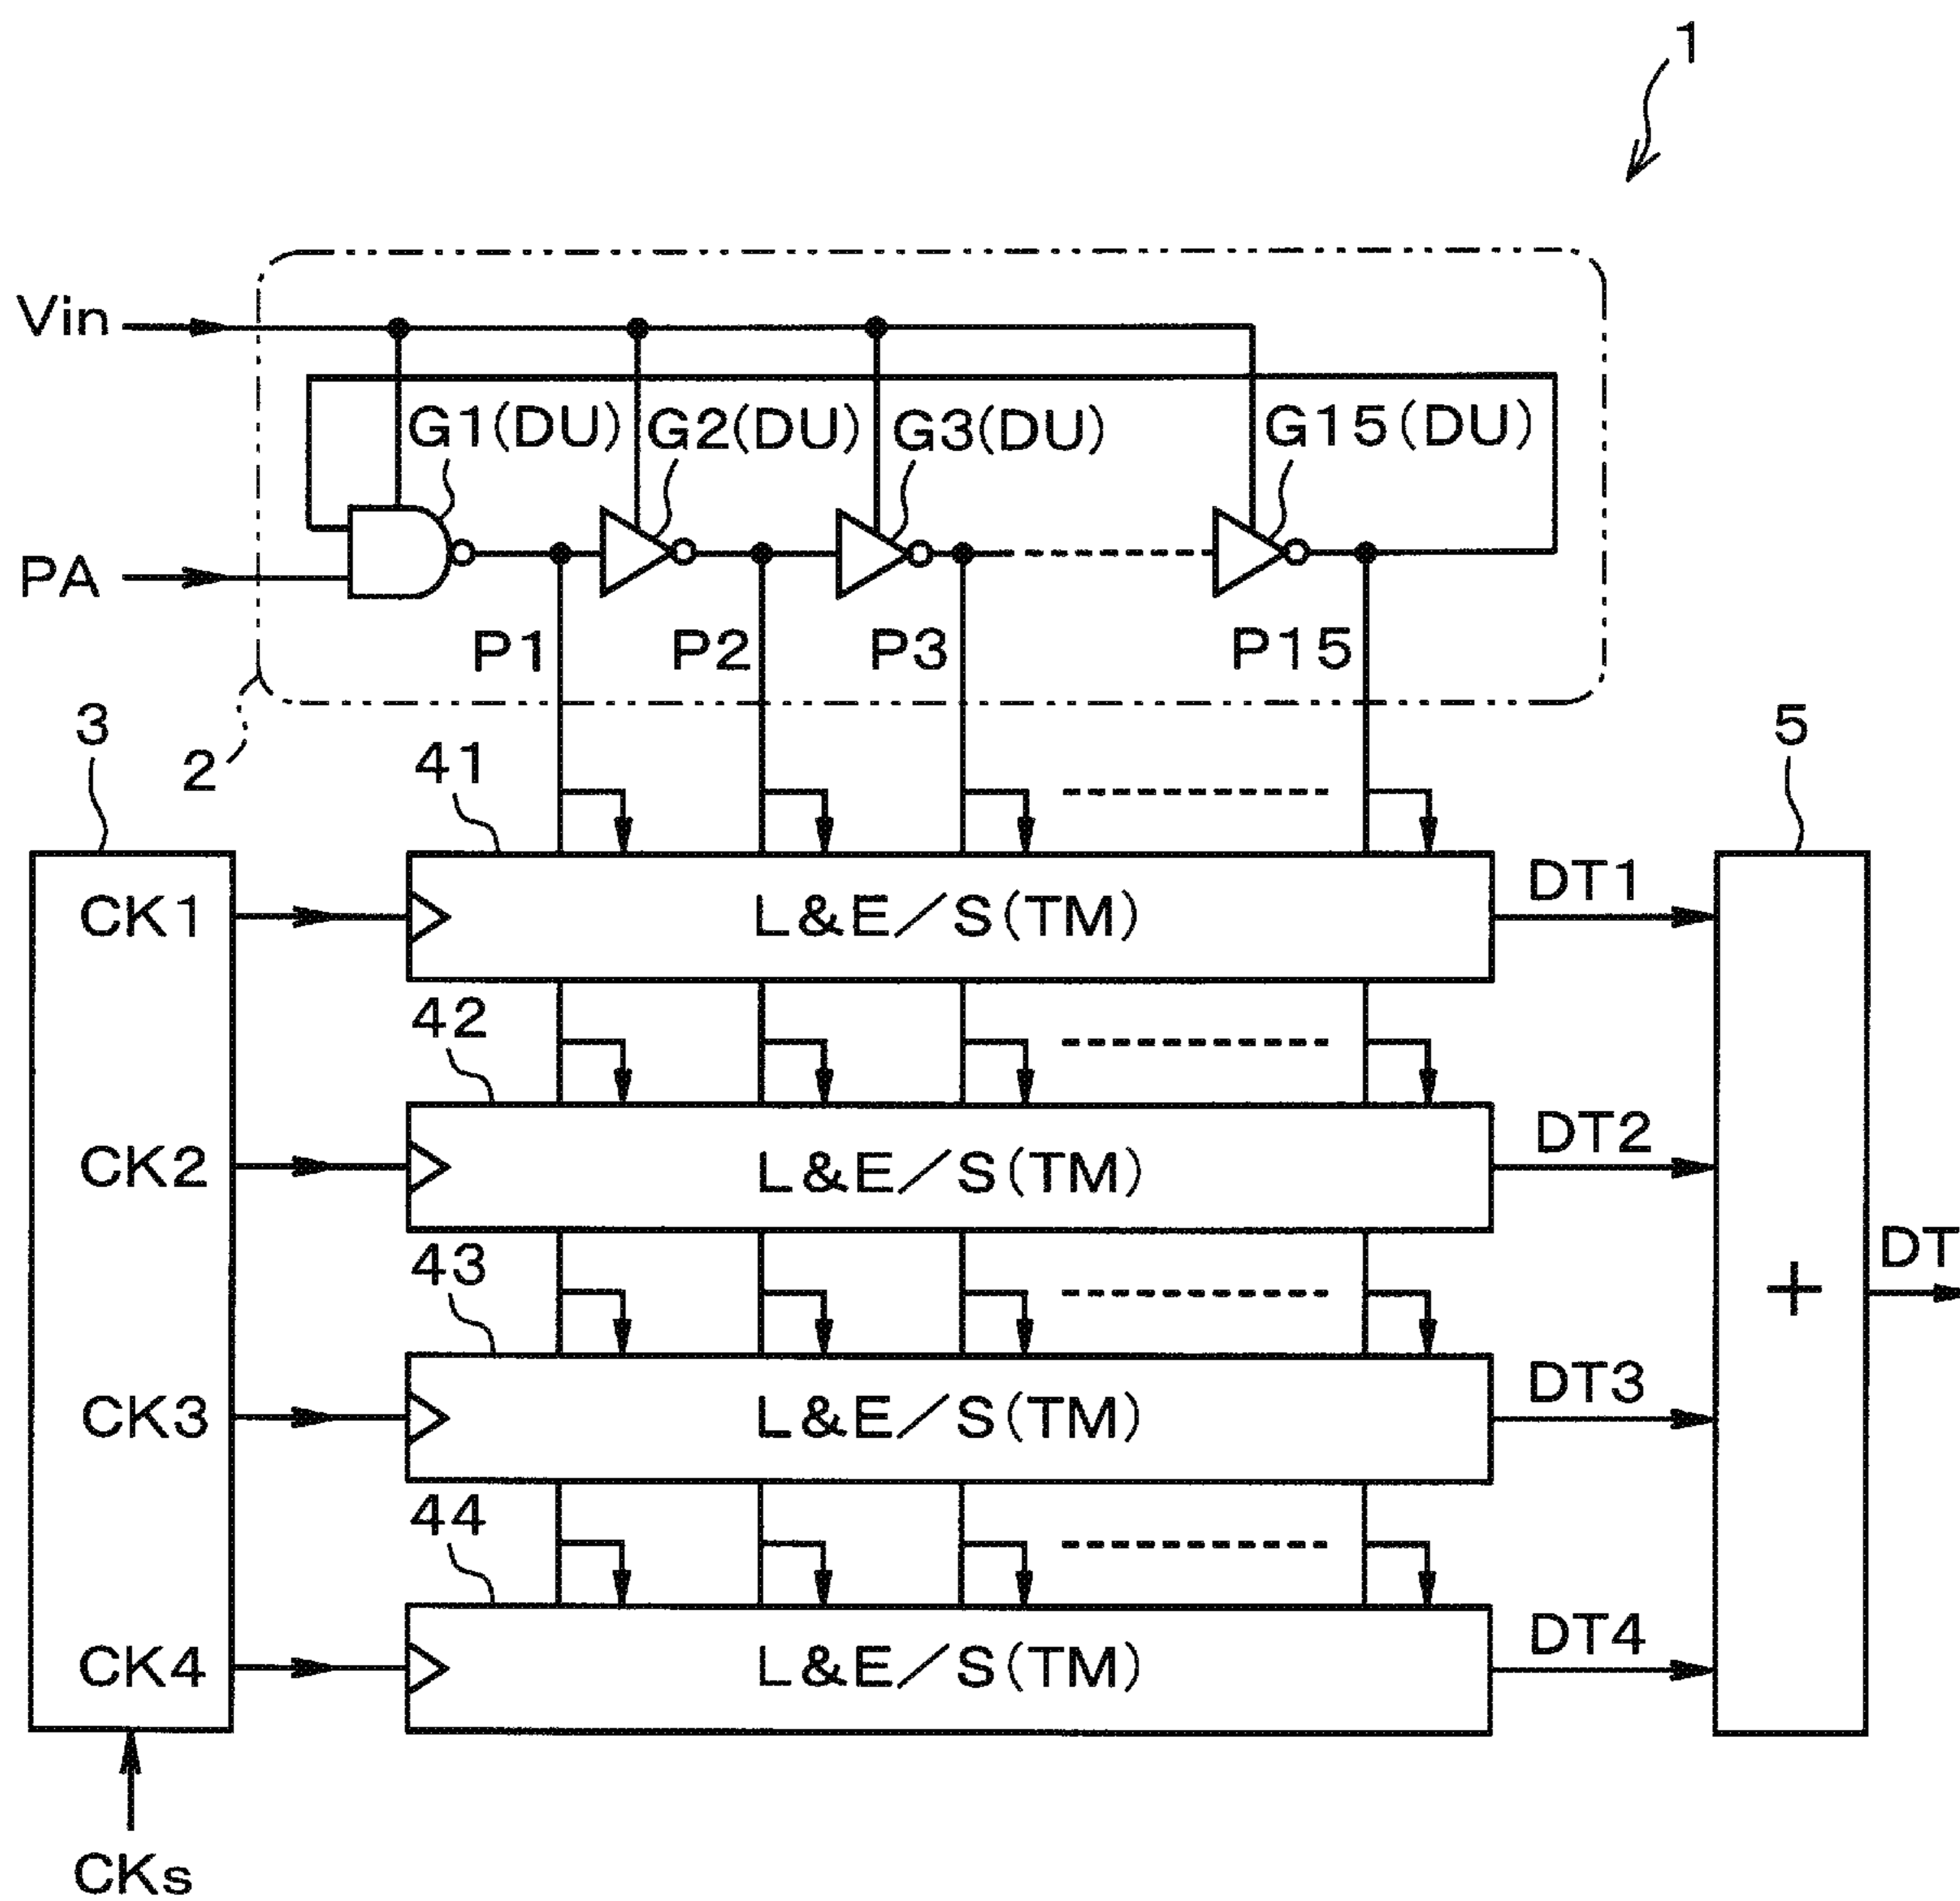 1
Vin
G1(DU) G2(DU) G3(DU) G15(DU)
PA
P1 P2 P3 P15
2
3
41
5
CK1
L&E/S(TM)
DT1
42
CK2
L&E/S(TM)
DT2
43
+
DT
CK3
L&E/S(TM)
DT3
44
CK4
L&E/S(TM)
DT4
CKs